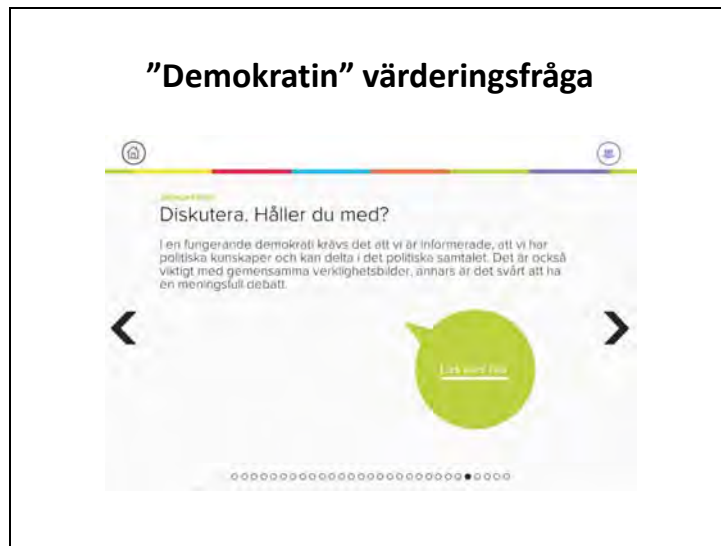 ”Demokratin” värderingsfråga
Diskutera. Håller du med?
I en fungerande demokrati krävs det att vi är informerade, att vi har
politiska kunskaper och kan delta i det politiska samtalet. Det är också
viktigt med gemensamma verklighetsbilder, annars är det svårt att ha
en meningsfull debatt.